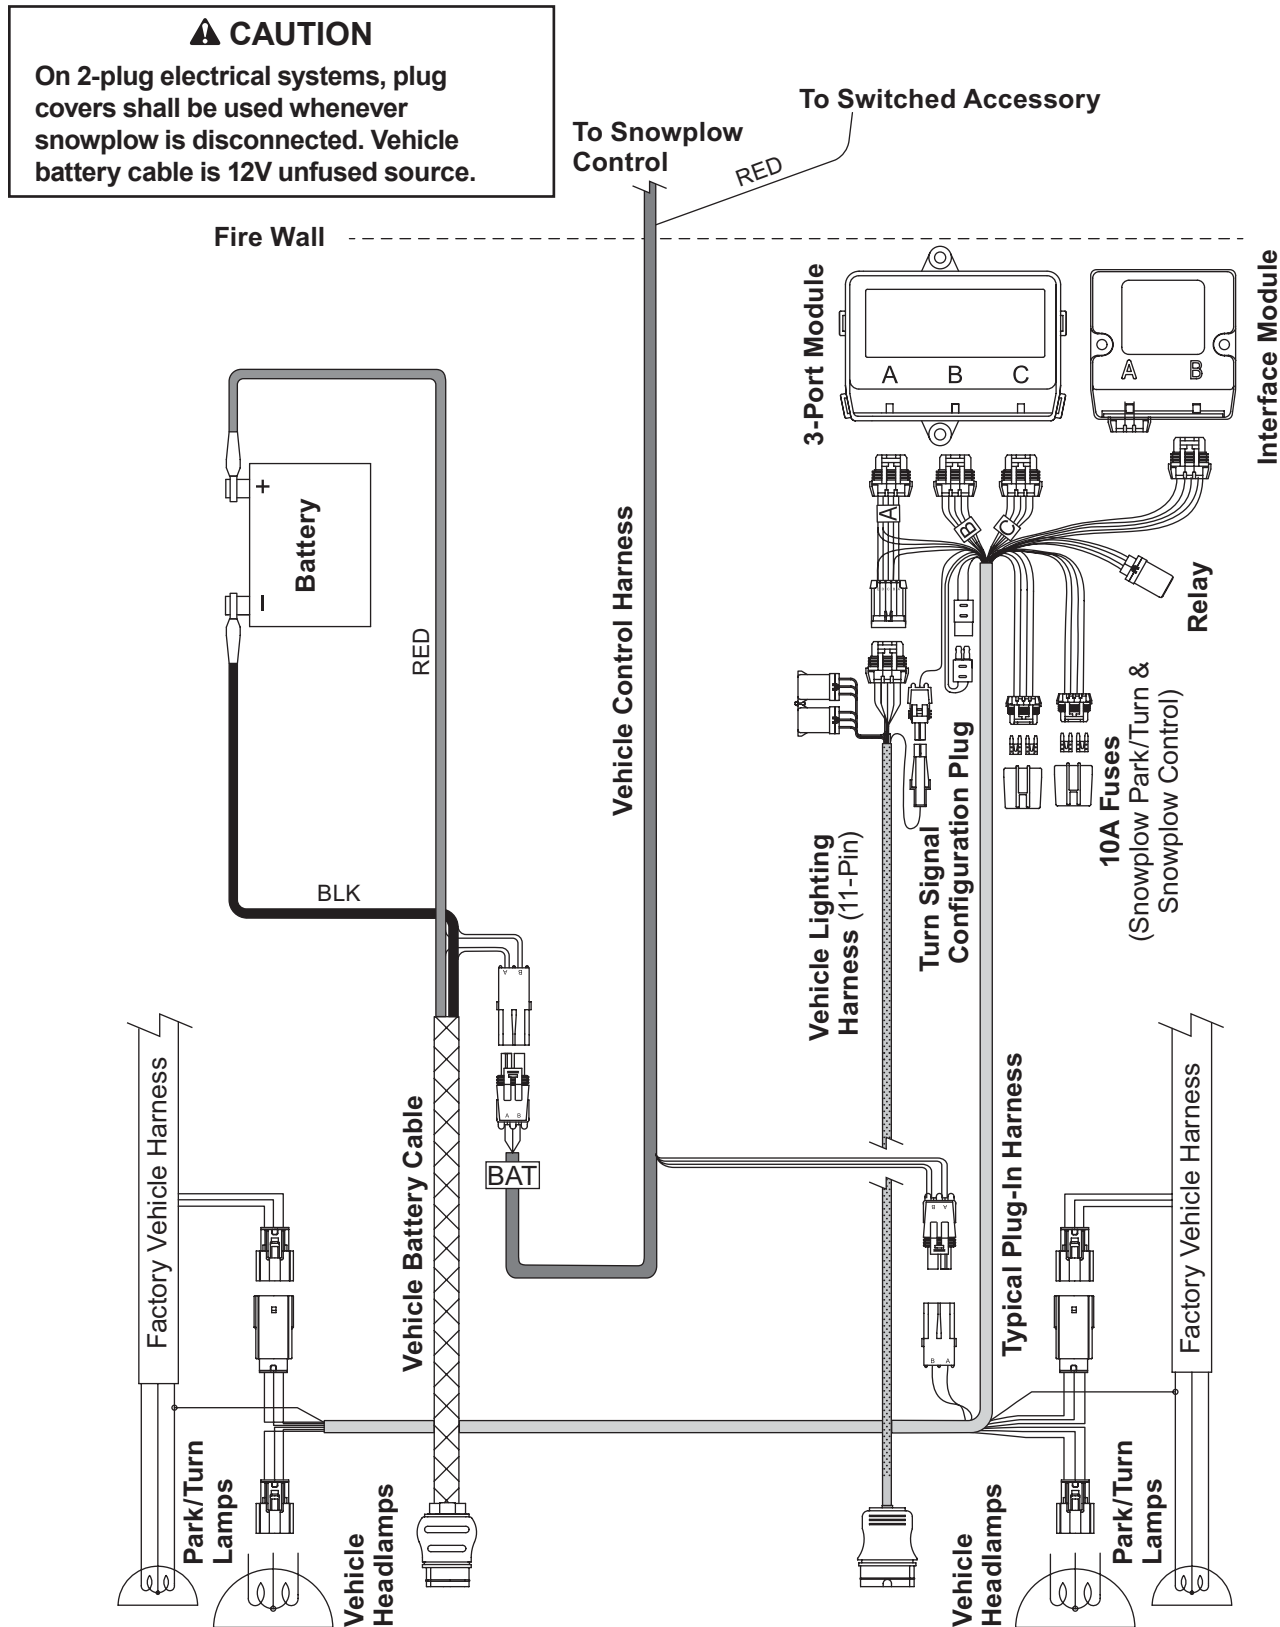 CAUTION
On 2-plug electrical systems, plug
covers shall be used whenever
snowplow is disconnected. Vehicle
battery cable is 12V unfused source.
To Snowplow
Control
To Switched Accessory
RED
Fire Wall
3-Port Module
A B C
Interface Module
A B
+
-
Battery
RED
BLK
Vehicle Control Harness
A
B
C
Relay
10A Fuses
(Snowplow Park/Turn &
Snowplow Control)
Turn Signal
Configuration Plug
Vehicle Lighting
Harness (11-Pin)
A B
A B
BAT
Vehicle Battery Cable
Factory Vehicle Harness
B A
B A
Typical Plug-In Harness
Factory Vehicle Harness
Park/Turn
Lamps
Vehicle
Headlamps
Vehicle
Headlamps
Park/Turn
Lamps